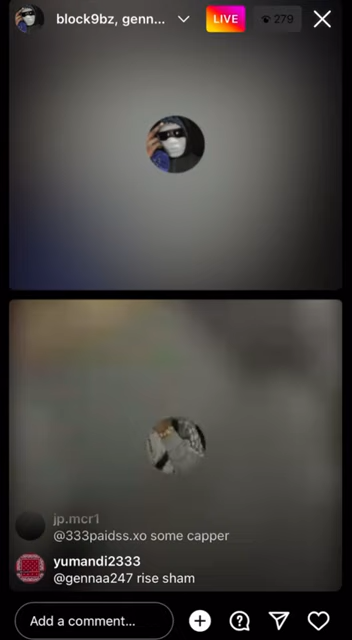 block9bz, genn...
LIVE
279
jp.mcr1
@333paidss.xo some capper
yumandi2333
@gennaa247 rise sham
Add a comment...